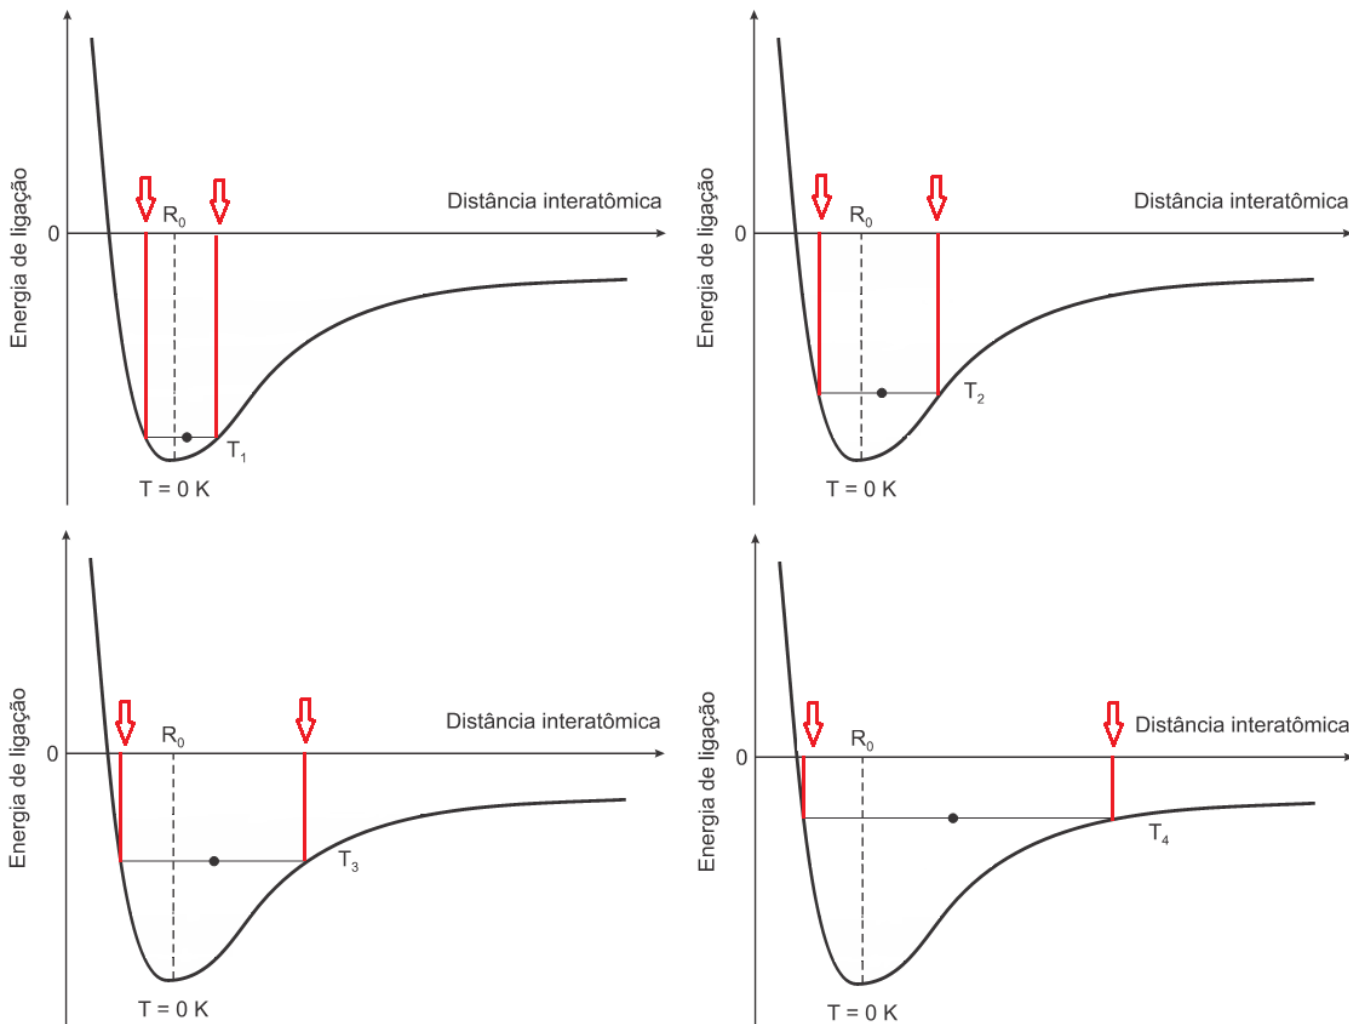 Energia de ligação
0
R₀
Distância interatômica
T₁
T = 0 K
Energia de ligação
0
R₀
Distância interatômica
T₂
T = 0 K
Energia de ligação
0
R₀
Distância interatômica
T₃
T = 0 K
Energia de ligação
0
R₀
Distância interatômica
T₄
T = 0 K